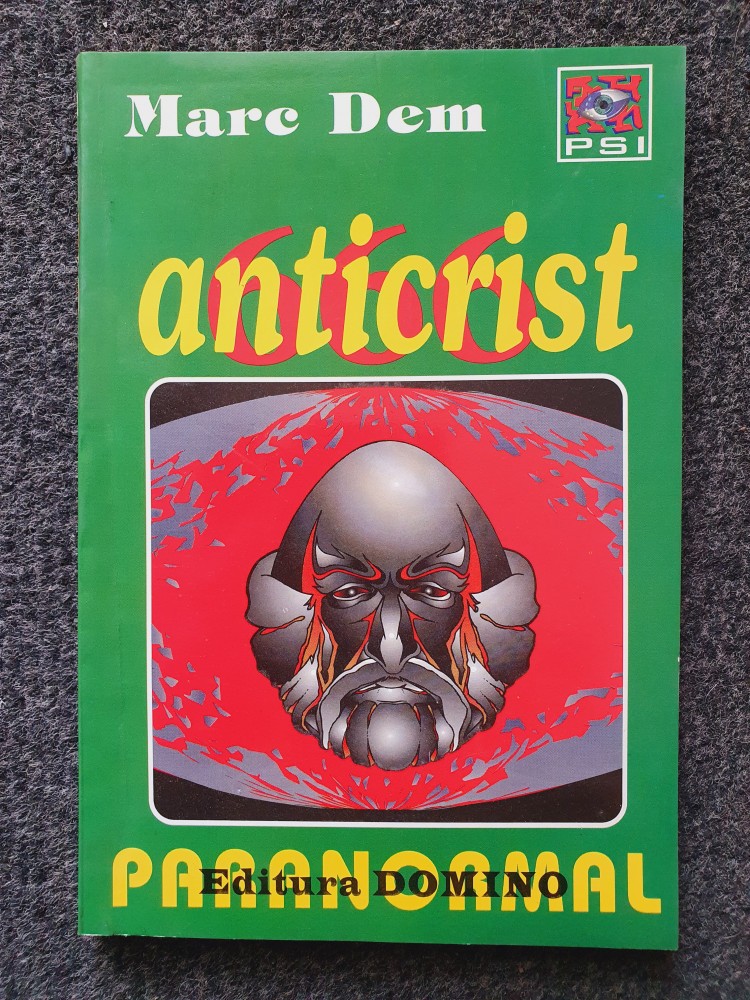 Marc Dem
PSI
666
anticrist
PARANORMAL
Editura DOMINO